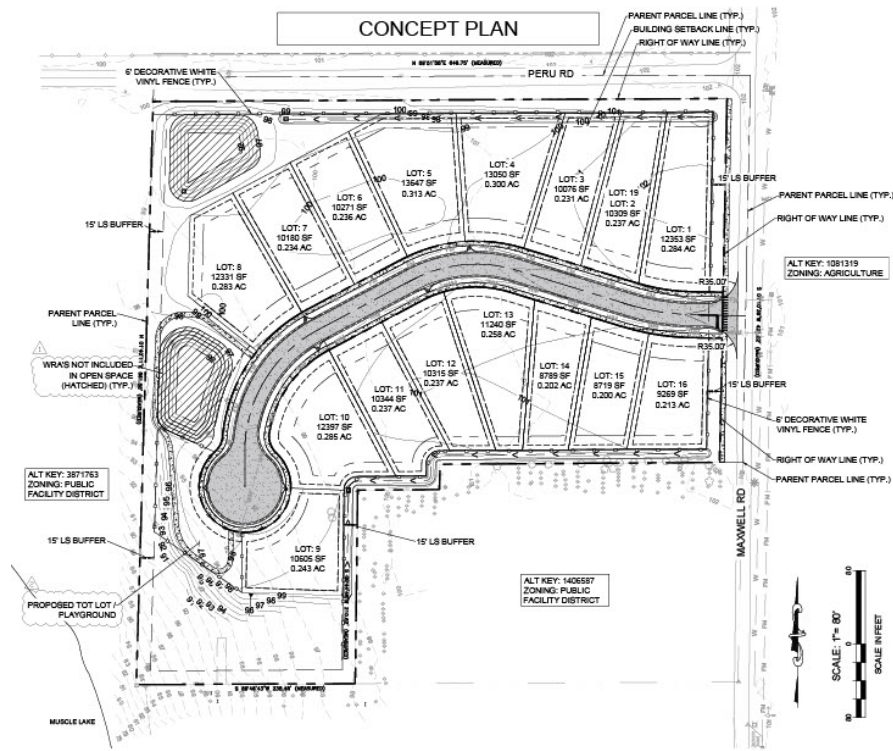 CONCEPT PLAN
PARENT PARCEL LINE (TYP.)
BUILDING SETBACK LINE (TYP.)
RIGHT OF WAY LINE (TYP.)
PERU RD
6' DECORATIVE WHITE
VINYL FENCE (TYP.)
LOT: 5
13647 SF
0.313 AC
LOT: 4
13050 SF
0.300 AC
LOT: 3
10076 SF
0.231 AC
LOT: 19
LOT: 2
10309 SF
0.237 AC
LOT: 1
12353 SF
0.284 AC
LOT: 6
10271 SF
0.236 AC
LOT: 7
10180 SF
0.234 AC
LOT: 8
12331 SF
0.283 AC
15' LS BUFFER
15' LS BUFFER
PARENT PARCEL LINE (TYP.)
RIGHT OF WAY LINE (TYP.)
ALT KEY: 1081319
ZONING: AGRICULTURE
R35.00'
R35.00'
PARENT PARCEL
LINE (TYP.)
WRA'S NOT INCLUDED
IN OPEN SPACE
(HATCHED) (TYP.)
LOT: 13
11240 SF
0.258 AC
LOT: 12
10315 SF
0.237 AC
LOT: 11
10344 SF
0.237 AC
LOT: 10
12397 SF
0.285 AC
LOT: 14
8789 SF
0.202 AC
LOT: 15
8719 SF
0.200 AC
LOT: 16
9269 SF
0.213 AC
15' LS BUFFER
6' DECORATIVE WHITE
VINYL FENCE (TYP.)
RIGHT OF WAY LINE (TYP.)
PARENT PARCEL LINE (TYP.)
ALT KEY: 3871763
ZONING: PUBLIC
FACILITY DISTRICT
15' LS BUFFER
15' LS BUFFER
LOT: 9
10605 SF
0.243 AC
MAXWELL RD
ALT KEY: 1406587
ZONING: PUBLIC
FACILITY DISTRICT
PROPOSED TOT LOT /
PLAYGROUND
MUSCLE LAKE
SCALE: 1"= 80'
80
0
80
SCALE IN FEET